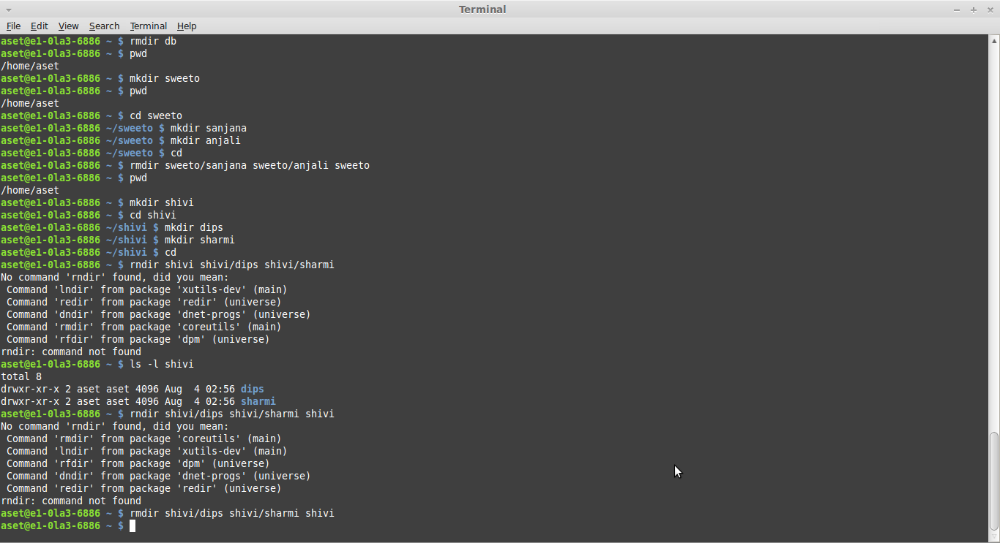 Terminal
File Edit View Search Terminal Help
aset@e1-0la3-6886 ~ $ rmdir db
aset@e1-0la3-6886 ~ $ pwd
/home/aset
aset@e1-0la3-6886 ~ $ mkdir sweeto
aset@e1-0la3-6886 ~ $ pwd
/home/aset
aset@e1-0la3-6886 ~ $ cd sweeto
aset@e1-0la3-6886 ~/sweeto $ mkdir sanjana
aset@e1-0la3-6886 ~/sweeto $ mkdir anjali
aset@e1-0la3-6886 ~/sweeto $ cd
aset@e1-0la3-6886 ~ $ rmdir sweeto/sanjana sweeto/anjali sweeto
aset@e1-0la3-6886 ~ $ pwd
/home/aset
aset@e1-0la3-6886 ~ $ mkdir shivi
aset@e1-0la3-6886 ~ $ cd shivi
aset@e1-0la3-6886 ~/shivi $ mkdir dips
aset@e1-0la3-6886 ~/shivi $ mkdir sharmi
aset@e1-0la3-6886 ~/shivi $ cd
aset@e1-0la3-6886 ~ $ rndir shivi shivi/dips shivi/sharmi
No command 'rndir' found, did you mean:
 Command 'lndir' from package 'xutils-dev' (main)
 Command 'redir' from package 'redir' (universe)
 Command 'dndir' from package 'dnet-progs' (universe)
 Command 'rmdir' from package 'coreutils' (main)
 Command 'rfdir' from package 'dpm' (universe)
rndir: command not found
aset@e1-0la3-6886 ~ $ ls -l shivi
total 8
drwxr-xr-x 2 aset aset 4096 Aug  4 02:56 dips
drwxr-xr-x 2 aset aset 4096 Aug  4 02:56 sharmi
aset@e1-0la3-6886 ~ $ rndir shivi/dips shivi/sharmi shivi
No command 'rndir' found, did you mean:
 Command 'rmdir' from package 'coreutils' (main)
 Command 'lndir' from package 'xutils-dev' (main)
 Command 'rfdir' from package 'dpm' (universe)
 Command 'dndir' from package 'dnet-progs' (universe)
 Command 'redir' from package 'redir' (universe)
rndir: command not found
aset@e1-0la3-6886 ~ $ rmdir shivi/dips shivi/sharmi shivi
aset@e1-0la3-6886 ~ $